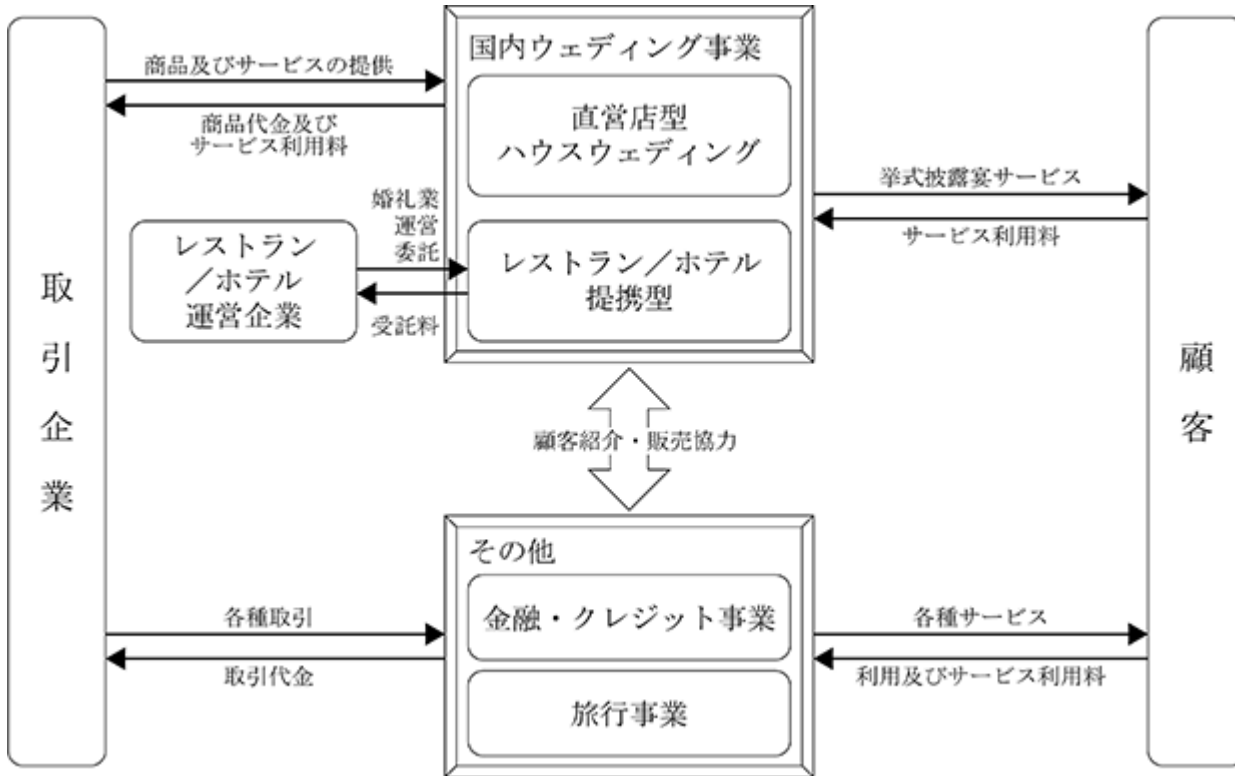 取引企業
商品及びサービスの提供
商品代金及び
サービス利用料
レストラン
／ホテル
運営企業
婚礼業
運営
委託
受託料
国内ウェディング事業
直営店型
ハウスウェディング
レストラン／ホテル
提携型
挙式披露宴サービス
サービス利用料
顧客
顧客紹介・販売協力
各種取引
取引代金
その他
金融・クレジット事業
旅行事業
各種サービス
利用及びサービス利用料